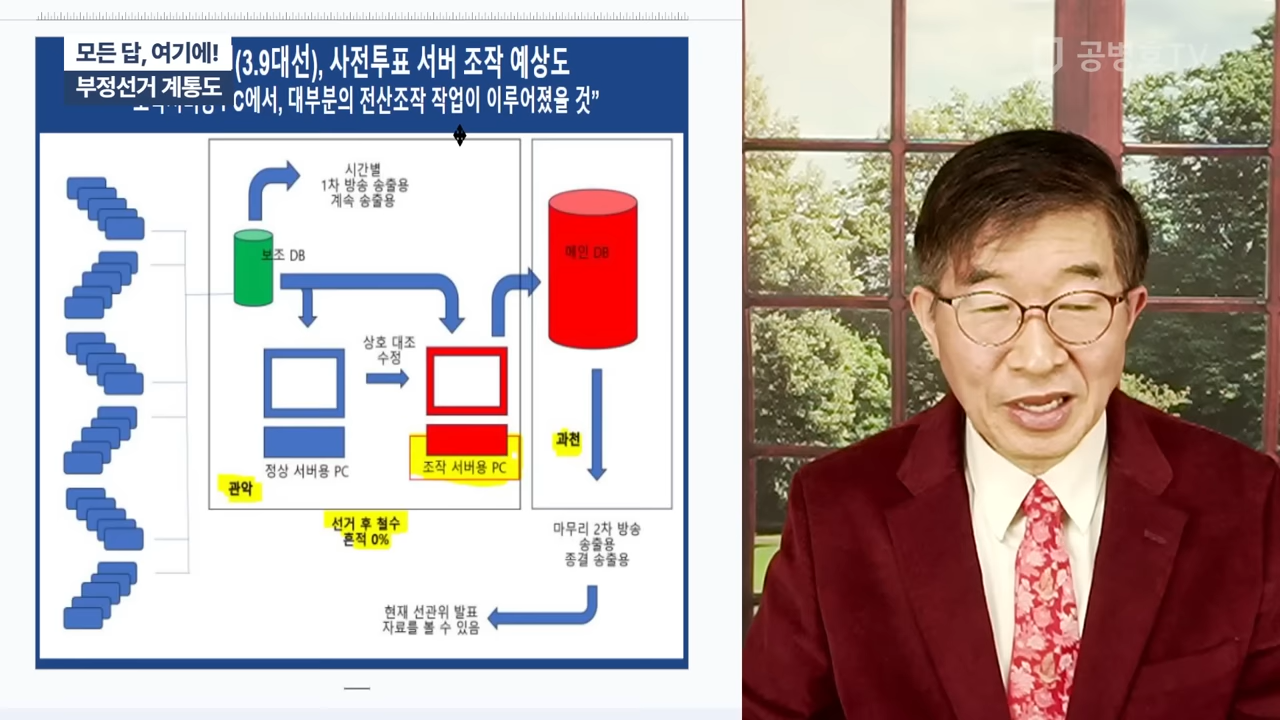 모든 답, 여기에!
부정선거 계통도
(3.9대선), 사전투표 서버 조작 예상도
PC에서, 대부분의 전산조작 작업이 이루어졌을 것”
공병호TV
시간별
1차 방송 송출용
계속 송출용
보조 DB
메인 DB
상호 대조
수정
정상 서버용 PC
조작 서버용 PC
관악
과천
선거 후 철수
흔적 0%
마무리 2차 방송
송출용
종결 송출용
현재 선관위 발표
자료를 볼 수 있음